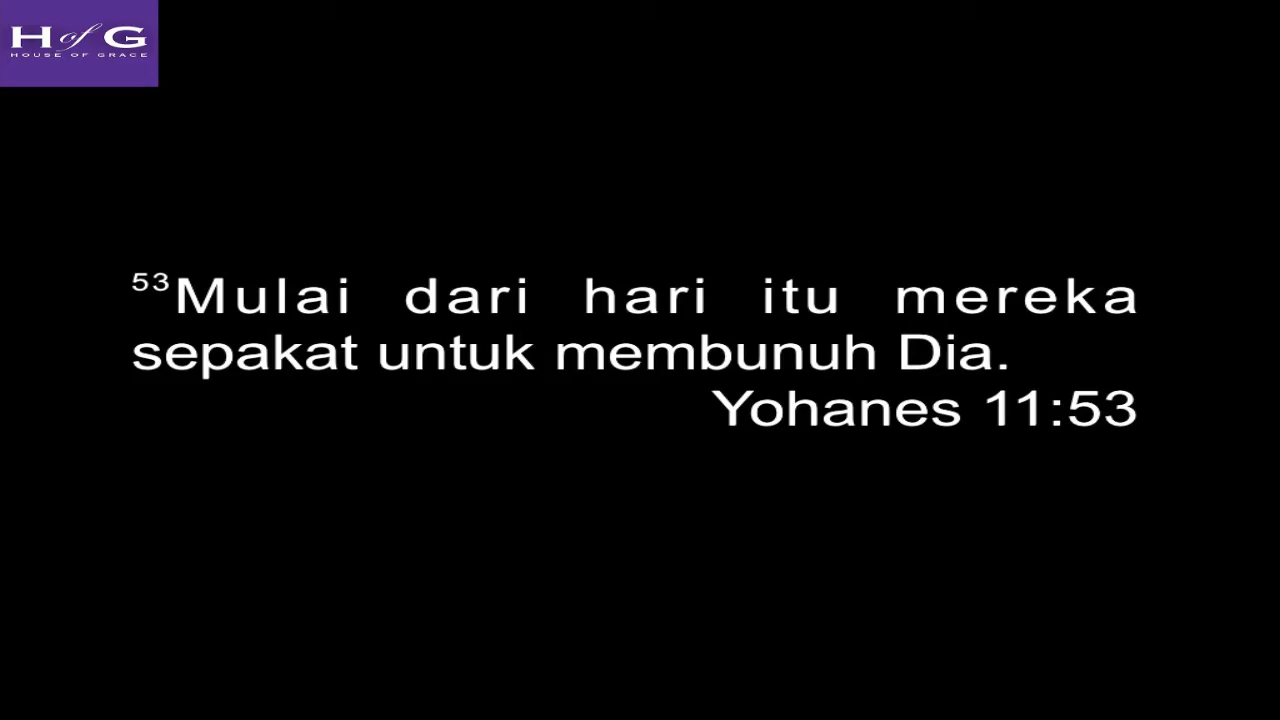 H of G
HOUSE OF GRACE
53Mulai dari hari itu mereka
sepakat untuk membunuh Dia.
Yohanes 11:53